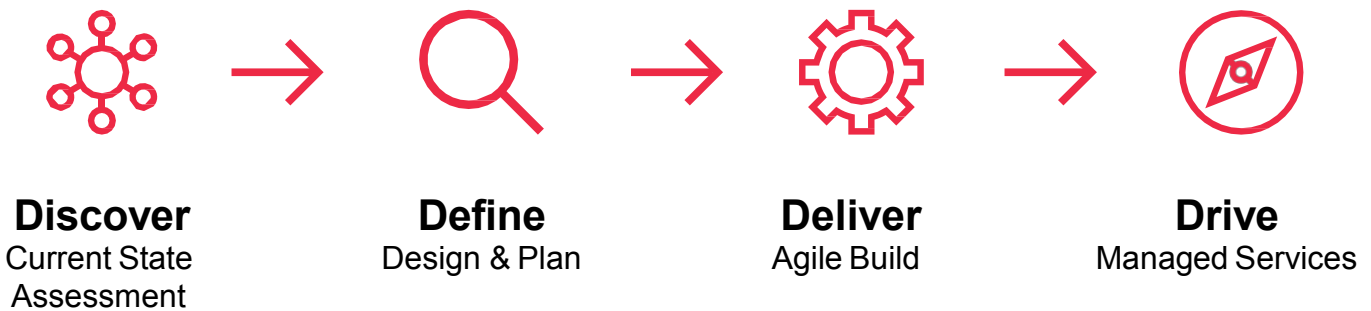 Discover
Current State
Assessment
Define
Design & Plan
Deliver
Agile Build
Drive
Managed Services